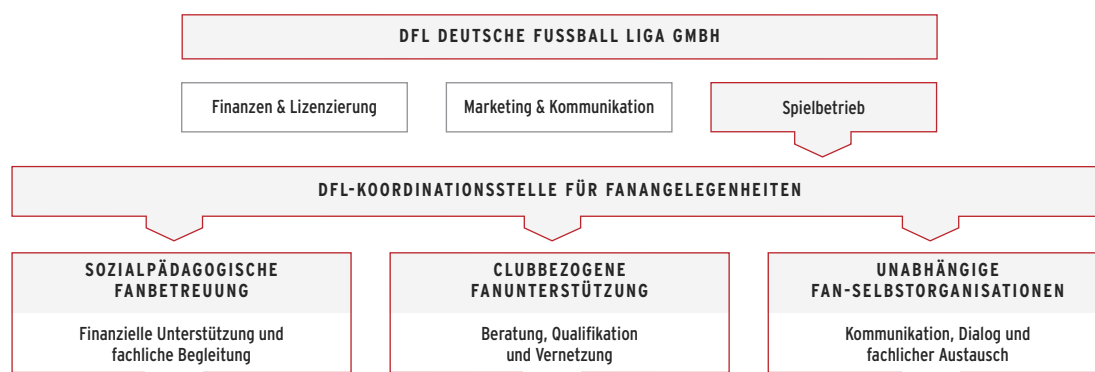 DFL DEUTSCHE FUSSBALL LIGA GMBH
Finanzen & Lizenzierung
Marketing & Kommunikation
Spielbetrieb
DFL-KOORDINATIONSSTELLE FÜR FANANGELEGENHEITEN
SOZIALPÄDAGOGISCHE
FANBETREUUNG
Finanzielle Unterstützung und
fachliche Begleitung
CLUBBEZOGENE
FANUNTERSTÜTZUNG
Beratung, Qualifikation
und Vernetzung
UNABHÄNGIGE
FAN-SELBSTORGANISATIONEN
Kommunikation, Dialog und
fachlicher Austausch